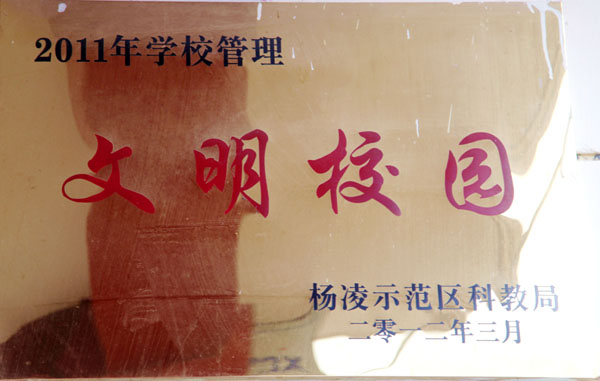 2011年学校管理
文明校园
杨凌示范区科教局
二零一二年三月